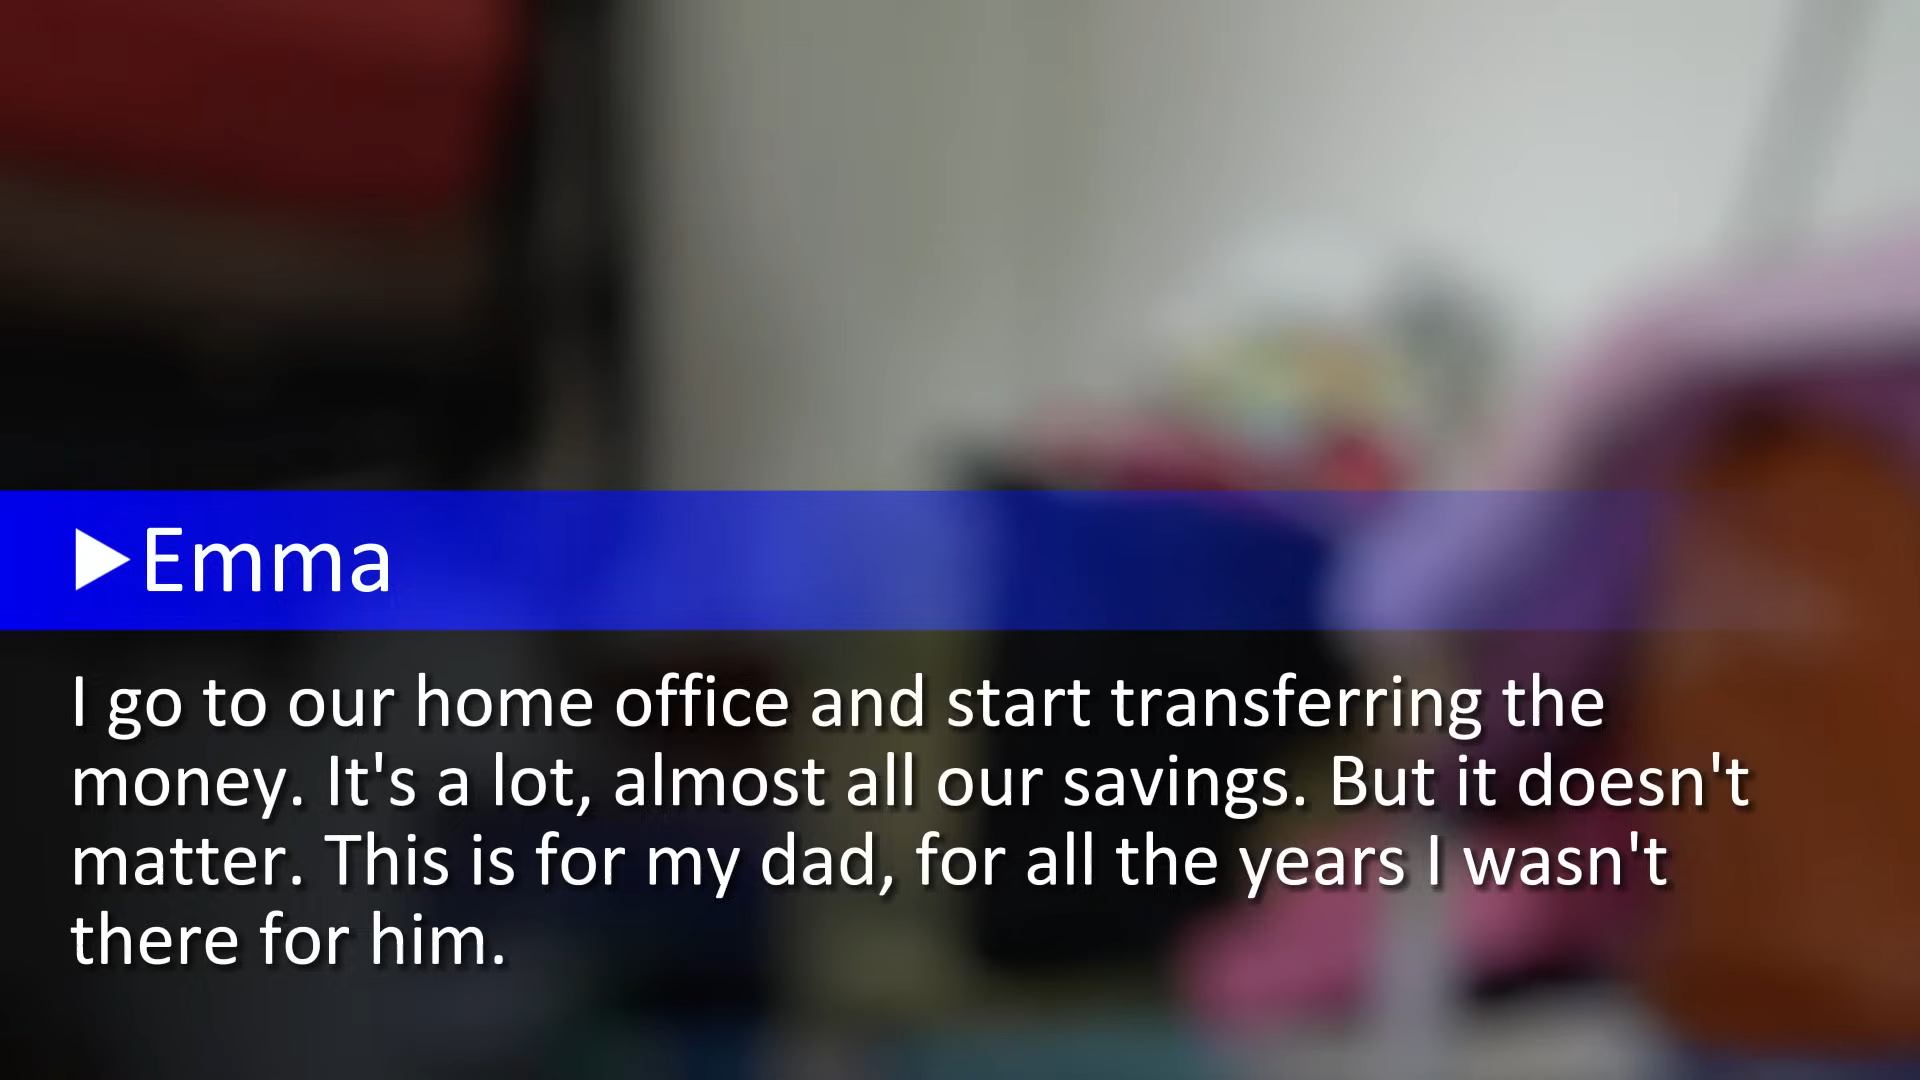 Emma
I go to our home office and start transferring the
money. It's a lot, almost all our savings. But it doesn't
matter. This is for my dad, for all the years I wasn't
there for him.